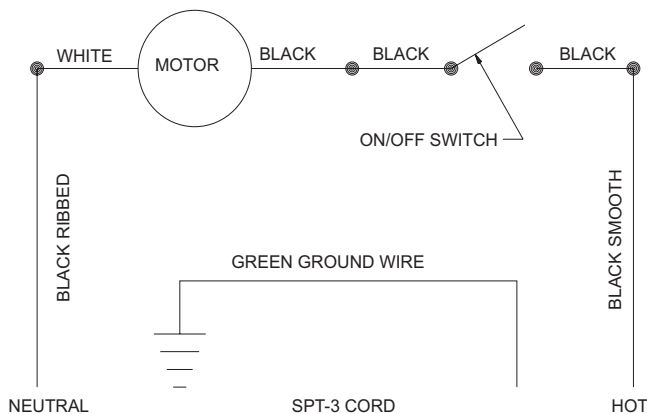 WHITE
MOTOR
BLACK
BLACK
BLACK
ON/OFF SWITCH
BLACK RIBBED
BLACK SMOOTH
GREEN GROUND WIRE
NEUTRAL
SPT-3 CORD
HOT